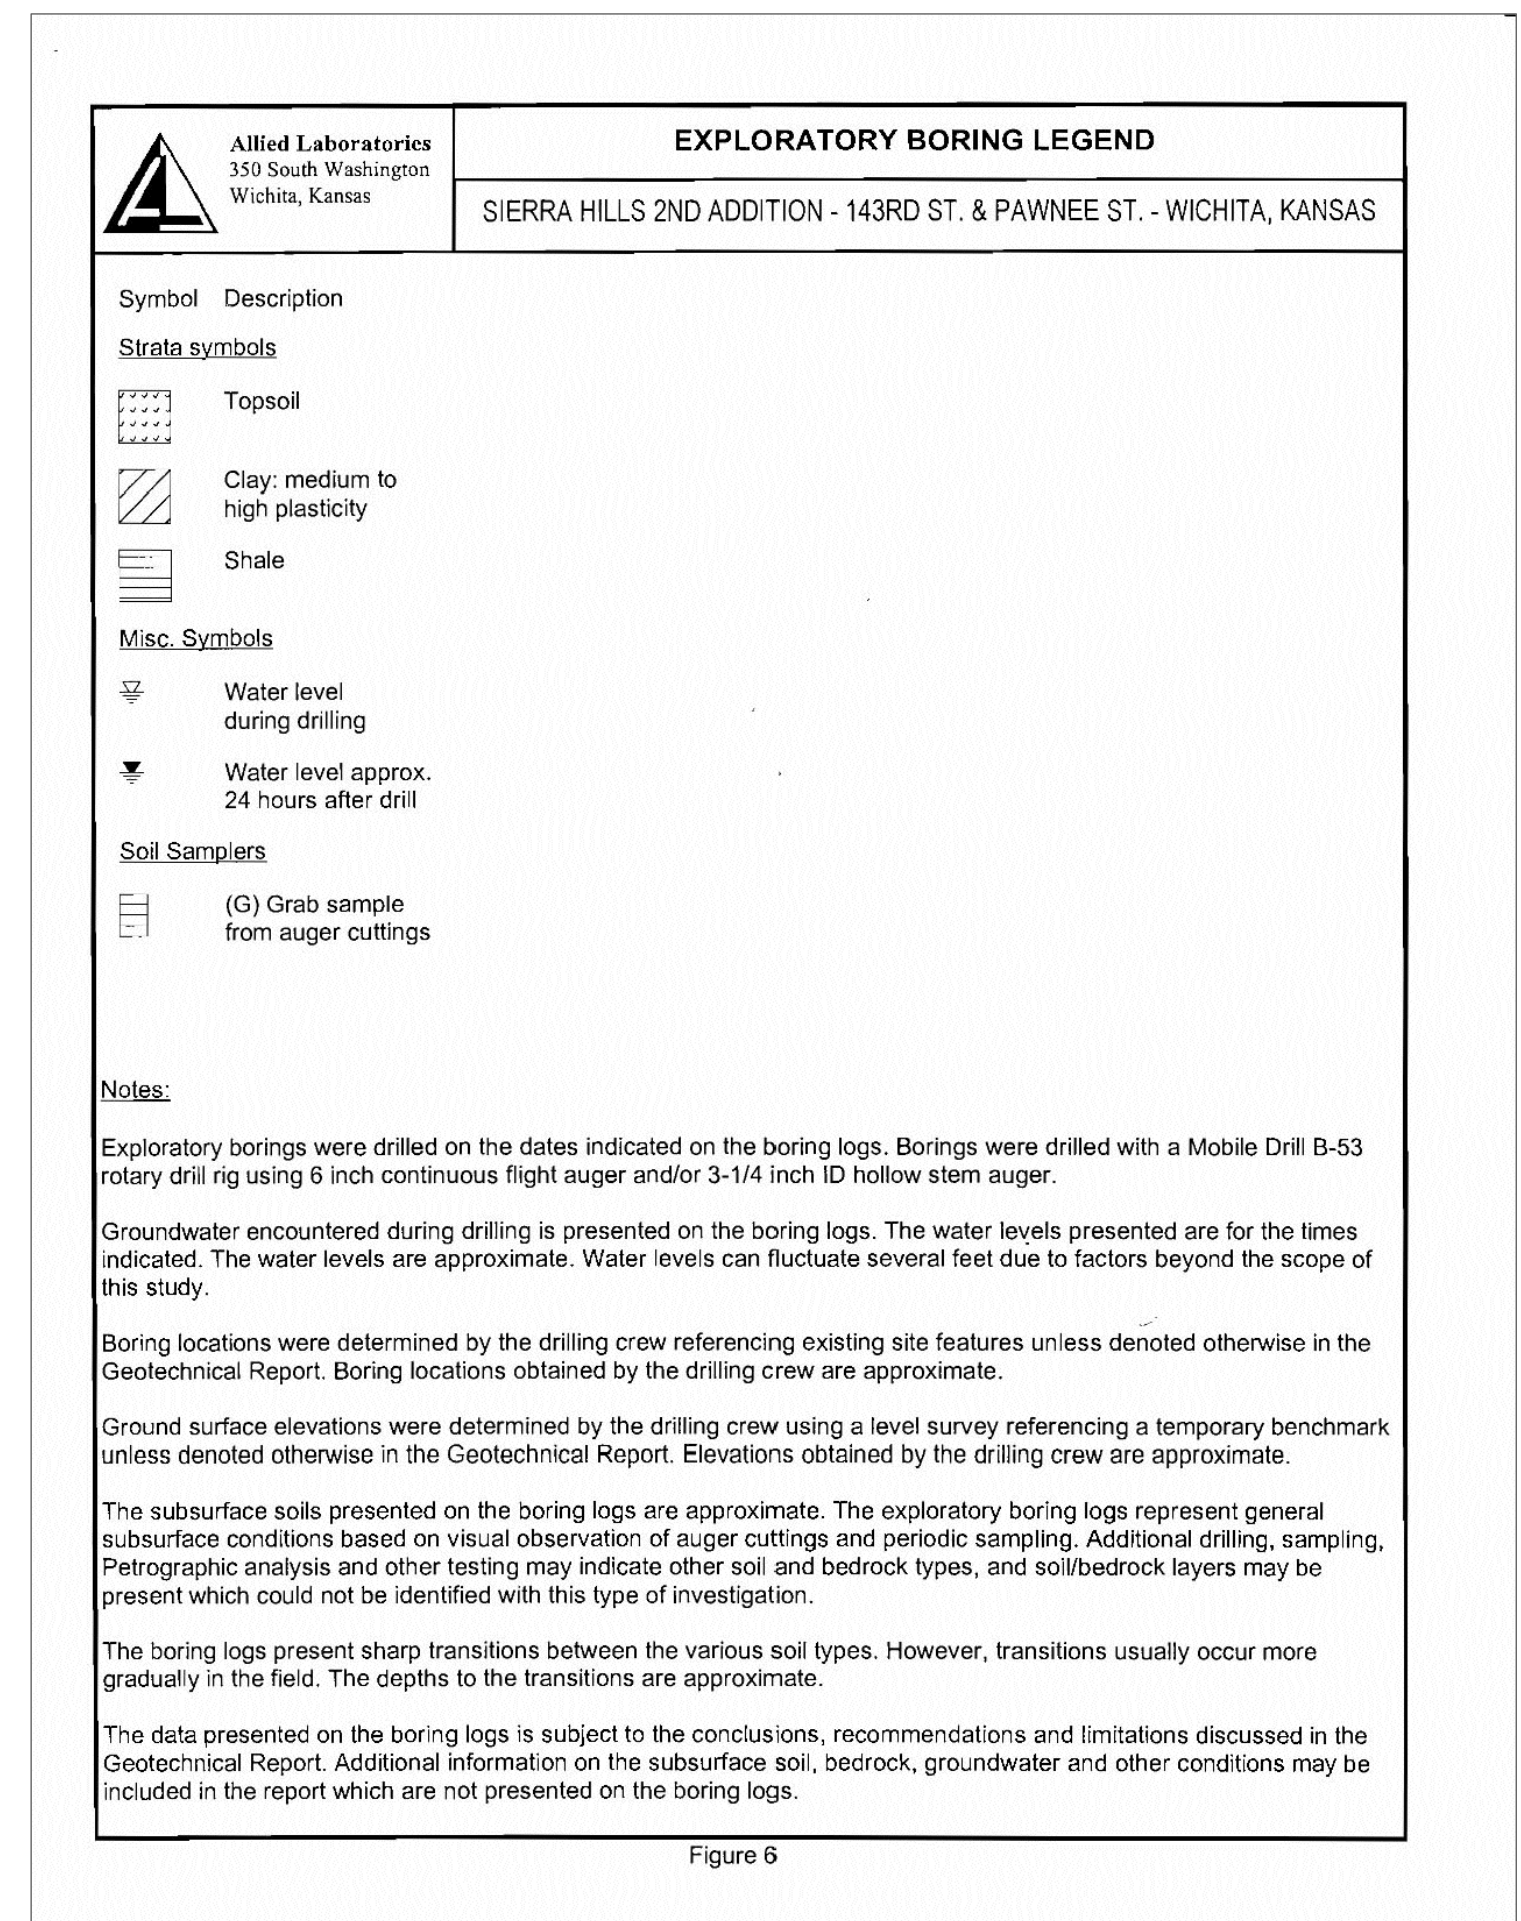 Allied Laboratories
350 South Washington
Wichita, Kansas
EXPLORATORY BORING LEGEND
SIERRA HILLS 2ND ADDITION - 143RD ST. & PAWNEE ST. - WICHITA, KANSAS
Symbol Description
Strata symbols
Topsoil
Clay: medium to
high plasticity
Shale
Misc. Symbols
Water level
during drilling
Water level approx.
24 hours after drill
Soil Samplers
(G) Grab sample
from auger cuttings
Notes:
Exploratory borings were drilled on the dates indicated on the boring logs. Borings were drilled with a Mobile Drill B-53
rotary drill rig using 6 inch continuous flight auger and/or 3-1/4 inch ID hollow stem auger.
Groundwater encountered during drilling is presented on the boring logs. The water levels presented are for the times
indicated. The water levels are approximate. Water levels can fluctuate several feet due to factors beyond the scope of
this study.
Boring locations were determined by the drilling crew referencing existing site features unless denoted otherwise in the
Geotechnical Report. Boring locations obtained by the drilling crew are approximate.
Ground surface elevations were determined by the drilling crew using a level survey referencing a temporary benchmark
unless denoted otherwise in the Geotechnical Report. Elevations obtained by the drilling crew are approximate.
The subsurface soils presented on the boring logs are approximate. The exploratory boring logs represent general
subsurface conditions based on visual observation of auger cuttings and periodic sampling. Additional drilling, sampling,
Petrographic analysis and other testing may indicate other soil and bedrock types, and soil/bedrock layers may be
present which could not be identified with this type of investigation.
The boring logs present sharp transitions between the various soil types. However, transitions usually occur more
gradually in the field. The depths to the transitions are approximate.
The data presented on the boring logs is subject to the conclusions, recommendations and limitations discussed in the
Geotechnical Report. Additional information on the subsurface soil, bedrock, groundwater and other conditions may be
included in the report which are not presented on the boring logs.
Figure 6